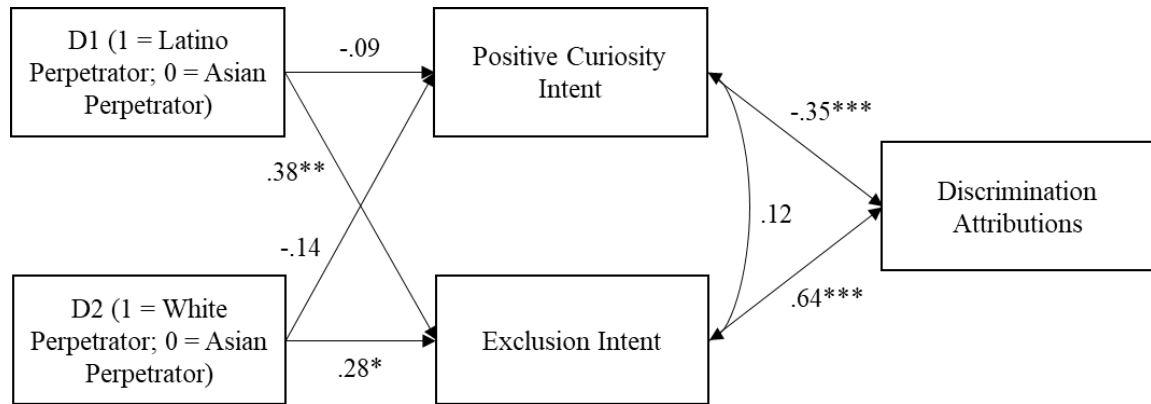 D1 (1 = Latino
Perpetrator; 0 = Asian
Perpetrator)
-.09
Positive Curiosity
Intent
-.35***
.38**
Discrimination
Attributions
.12
-.14
D2 (1 = White
Perpetrator; 0 = Asian
Perpetrator)
.28*
Exclusion Intent
.64***